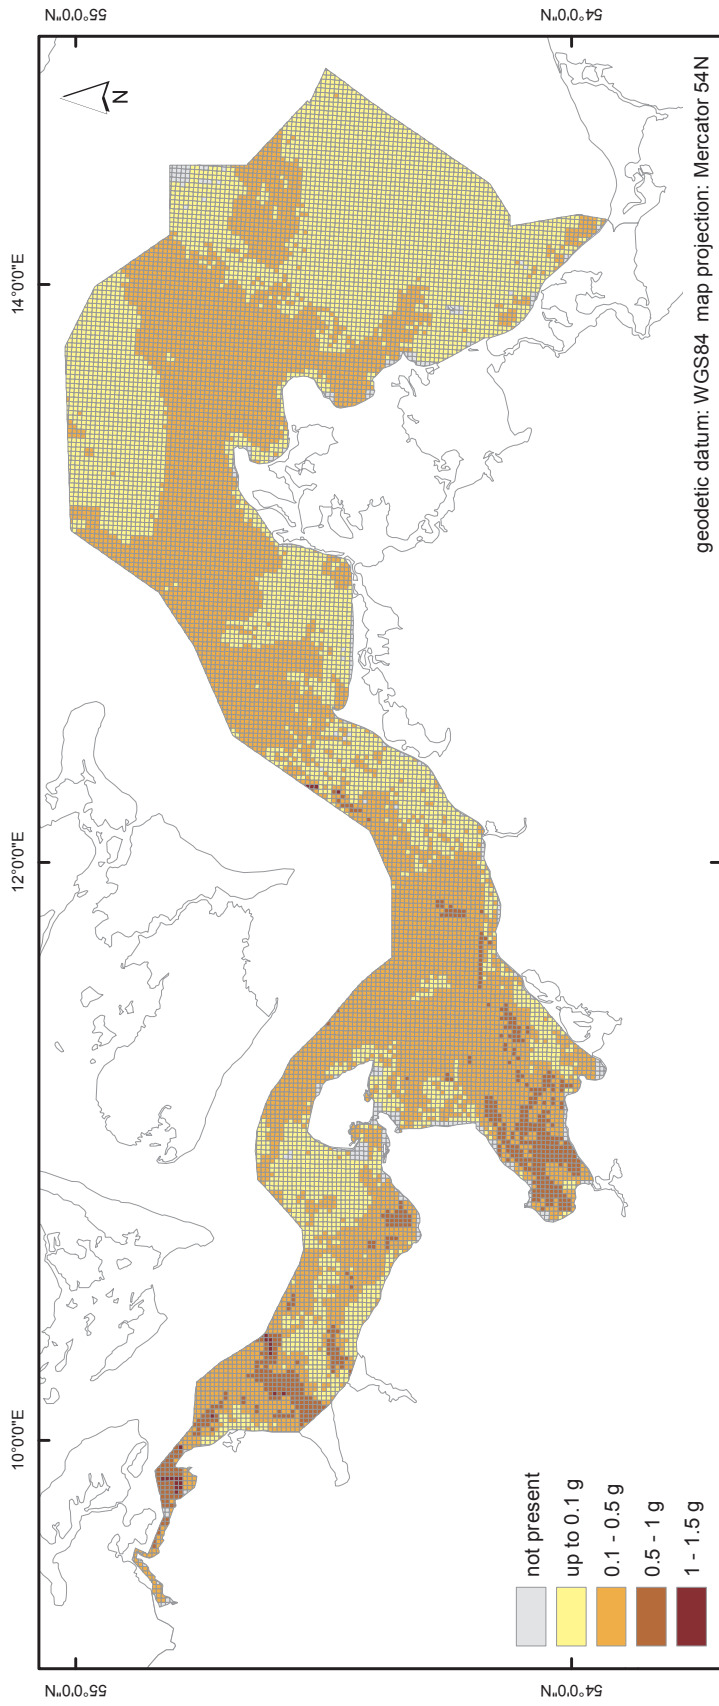 10°0'0"E
12°0'0"E
14°0'0"E
55°0'0"N
55°0'0"N
N
54°0'0"N
54°0'0"N
not present
up to 0.1 g
0.1 - 0.5 g
0.5 - 1 g
1 - 1.5 g
geodetic datum: WGS84 map projection: Mercator 54N